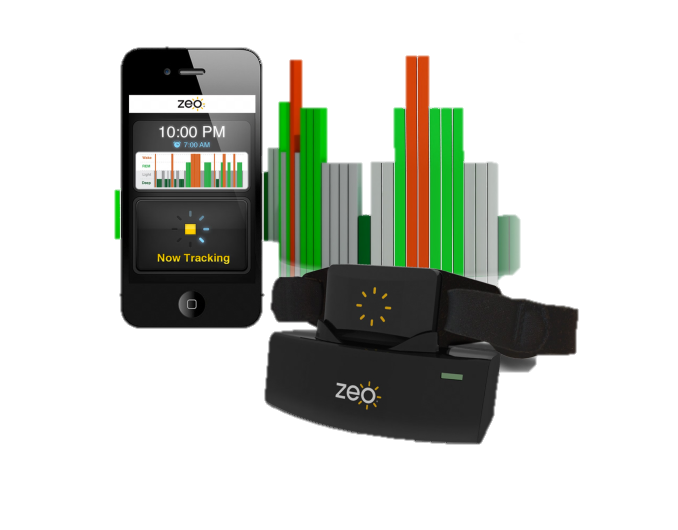 zeo
10:00 PM
7:00 AM
Wake
REM
Light
Deep
Now Tracking
zeo